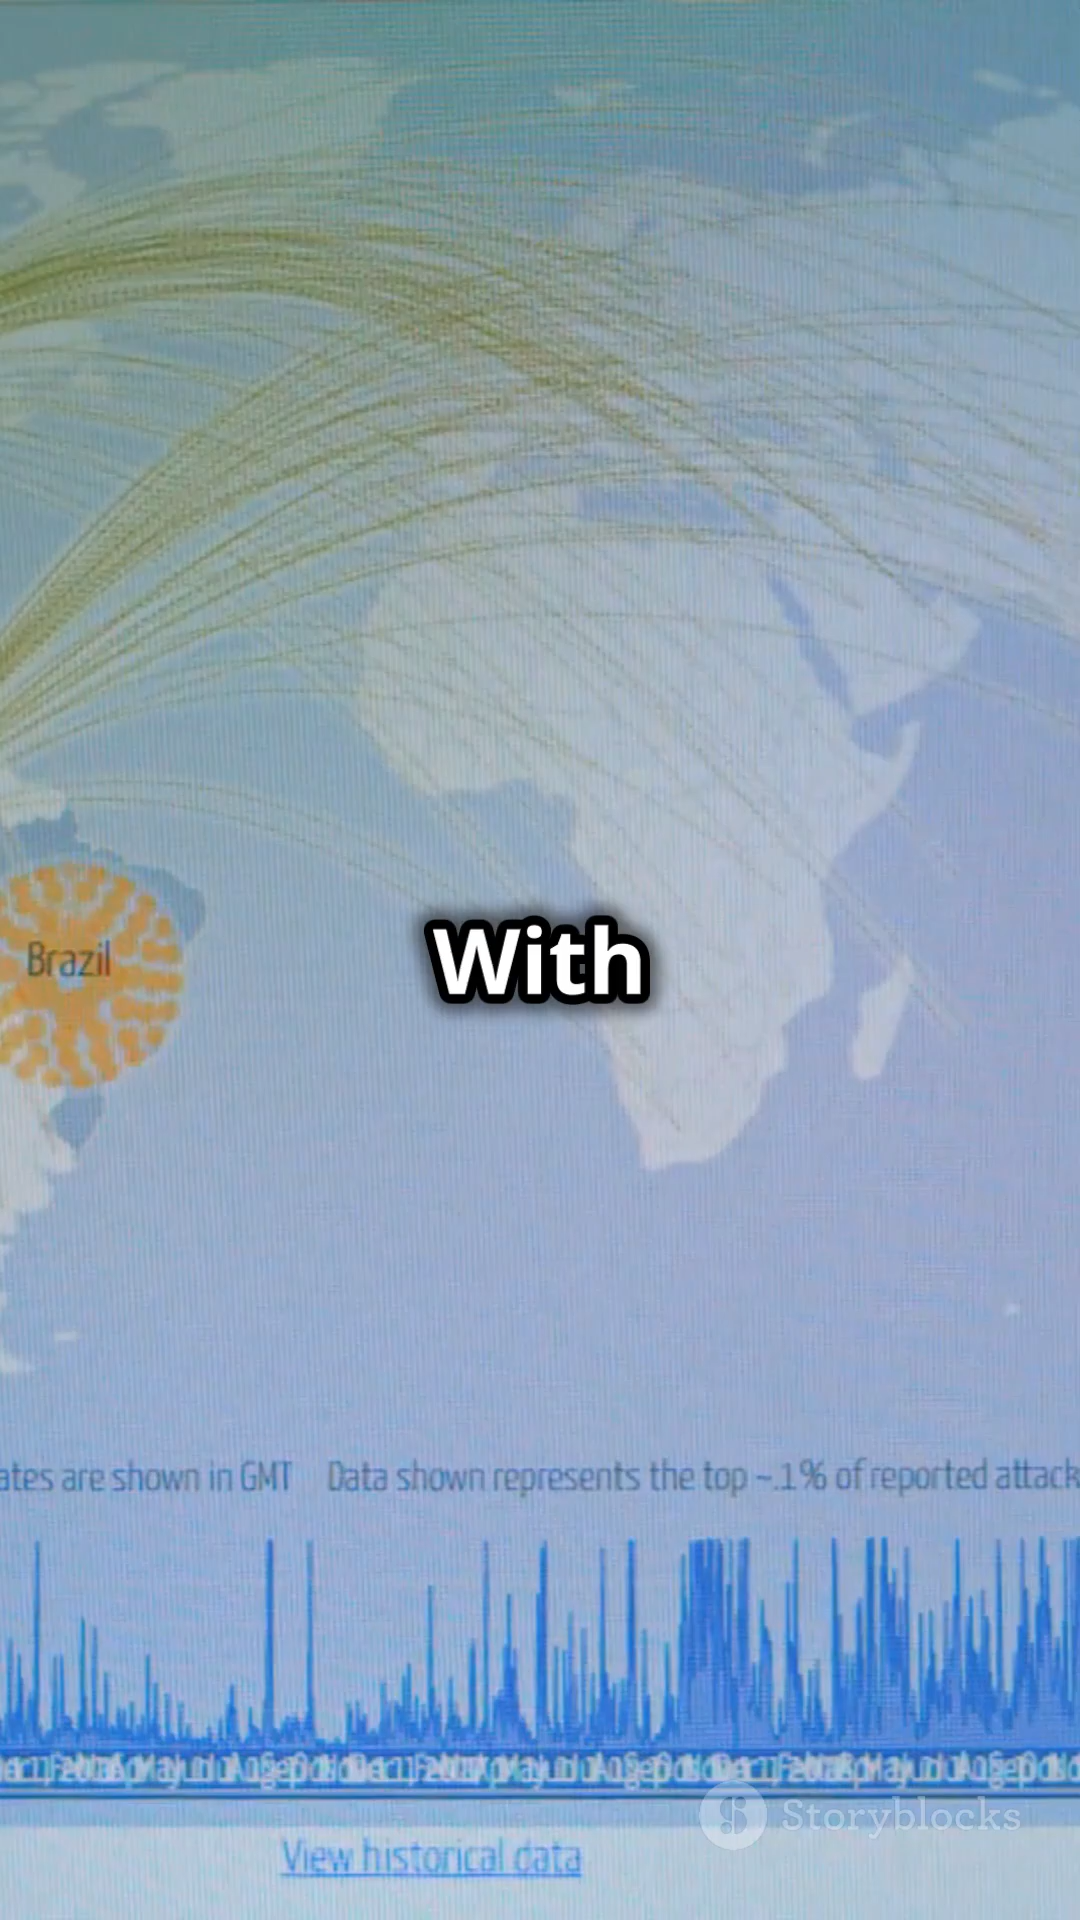 Brazil
With
ates are shown in GMT Data shown represents the top ~.1% of reported attack
Storyblocks
View historical data